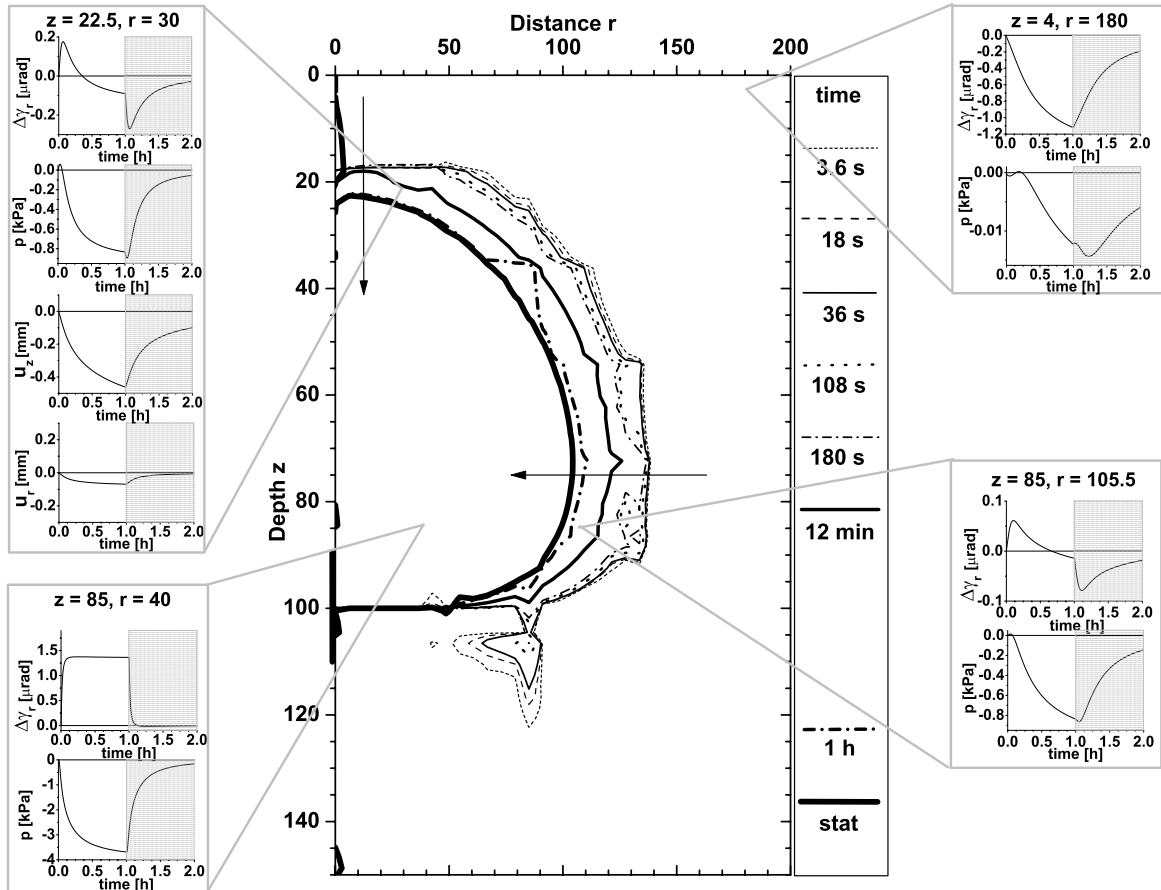 z = 22.5, r = 30
0.2
0.0
-0.2
Δγr [μrad]
0.0 0.5 1.0 1.5 2.0
time [h]
0.0
-0.2
-0.4
-0.6
-0.8
p [kPa]
0.0 0.5 1.0 1.5 2.0
time [h]
0.0
-0.2
-0.4
uz [mm]
0.0 0.5 1.0 1.5 2.0
time [h]
0.2
0.0
-0.2
ur [mm]
0.0 0.5 1.0 1.5 2.0
time [h]
z = 85, r = 40
1.5
1.0
0.5
0.0
Δγr [μrad]
0.0 0.5 1.0 1.5 2.0
time [h]
0
-1
-2
-3
-4
p [kPa]
0.0 0.5 1.0 1.5 2.0
time [h]
Distance r
0 50 100 150 200
0
20
40
60
80
100
120
140
Depth z
time
3,6 s
18 s
36 s
108 s
180 s
12 min
1 h
stat
z = 4, r = 180
0.0
-0.2
-0.4
-0.6
-0.8
-1.0
-1.2
Δγr [μrad]
0.0 0.5 1.0 1.5 2.0
time [h]
0.00
-0.01
p [kPa]
0.0 0.5 1.0 1.5 2.0
time [h]
z = 85, r = 105.5
0.1
0.0
-0.1
Δγr [μrad]
0.0 0.5 1.0 1.5 2.0
time [h]
0.0
-0.2
-0.4
-0.6
-0.8
p [kPa]
0.0 0.5 1.0 1.5 2.0
time [h]